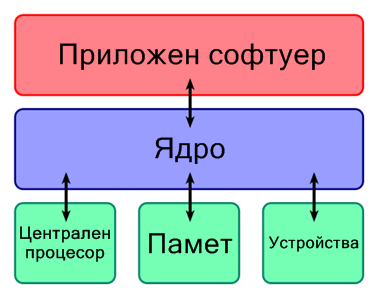 Приложен софтуер
Ядро
Централен
процесор
Памет
Устройства